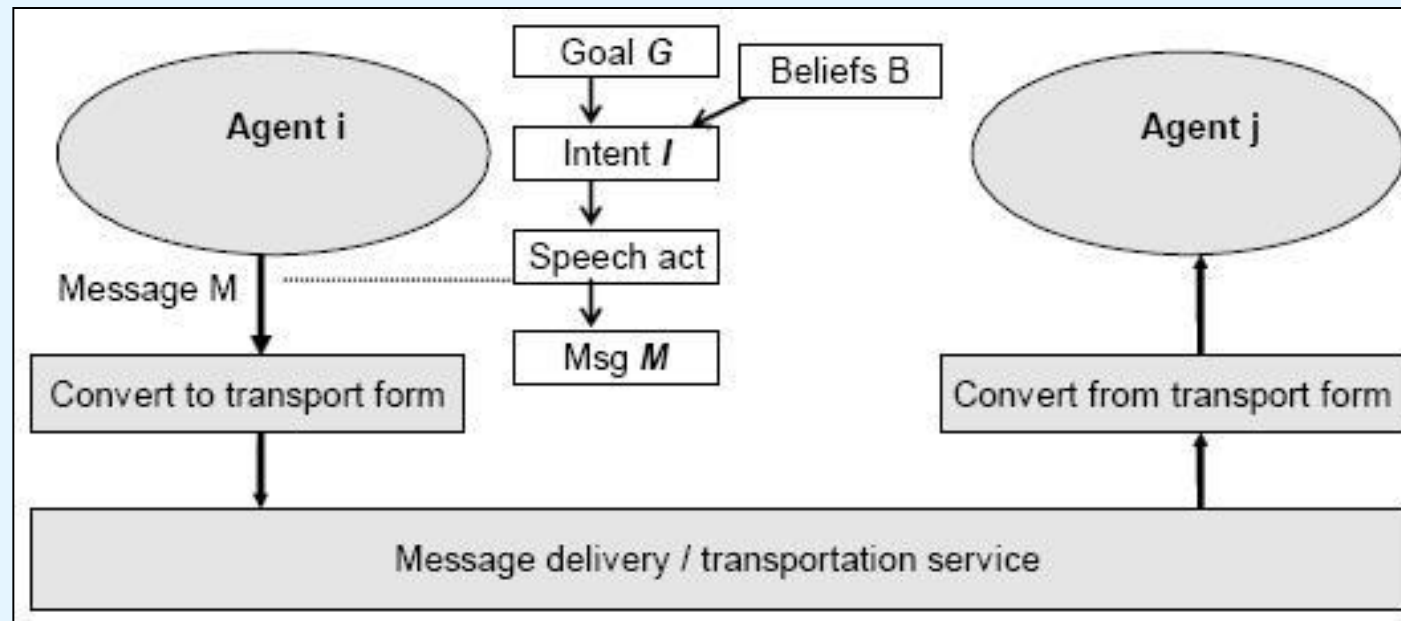 Goal G
Beliefs B
Agent i
Intent I
Agent j
Speech act
Message M
Msg M
Convert to transport form
Convert from transport form
Message delivery / transportation service